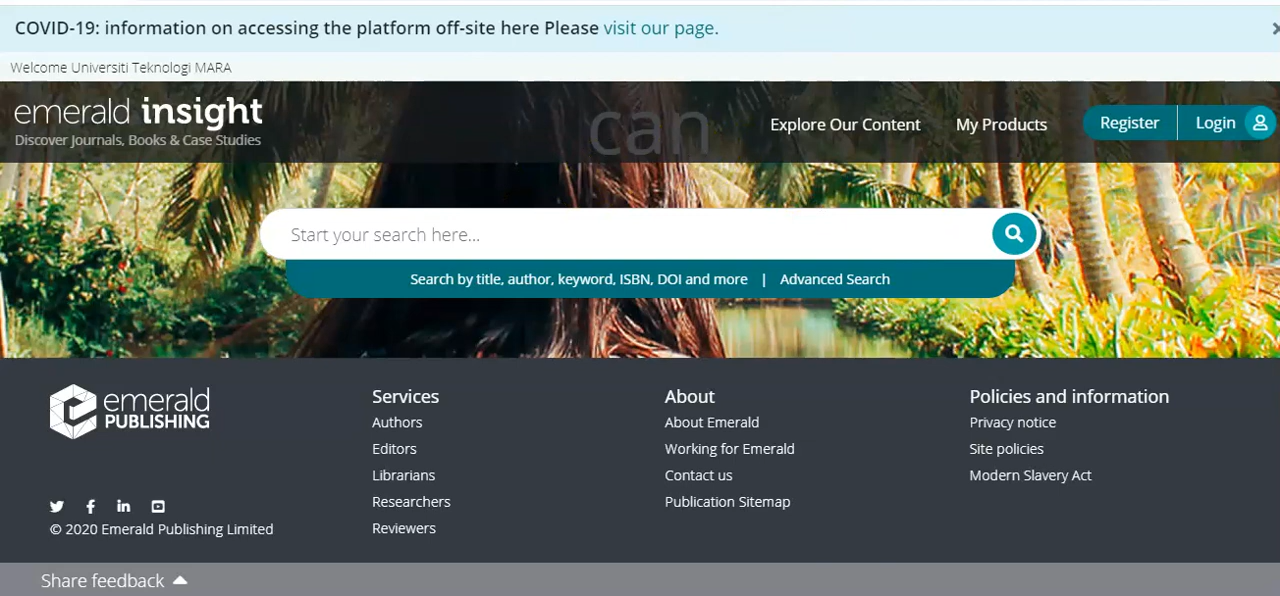 COVID-19: information on accessing the platform off-site here Please visit our page.
Welcome Universiti Teknologi MARA
emerald insight
Discover Journals, Books & Case Studies
can
Explore Our Content
My Products
Register
Login
Start your search here...
Search by title, author, keyword, ISBN, DOI and more | Advanced Search
emerald
PUBLISHING
© 2020 Emerald Publishing Limited
Services
Authors
Editors
Librarians
Researchers
Reviewers
About
About Emerald
Working for Emerald
Contact us
Publication Sitemap
Policies and information
Privacy notice
Site policies
Modern Slavery Act
Share feedback